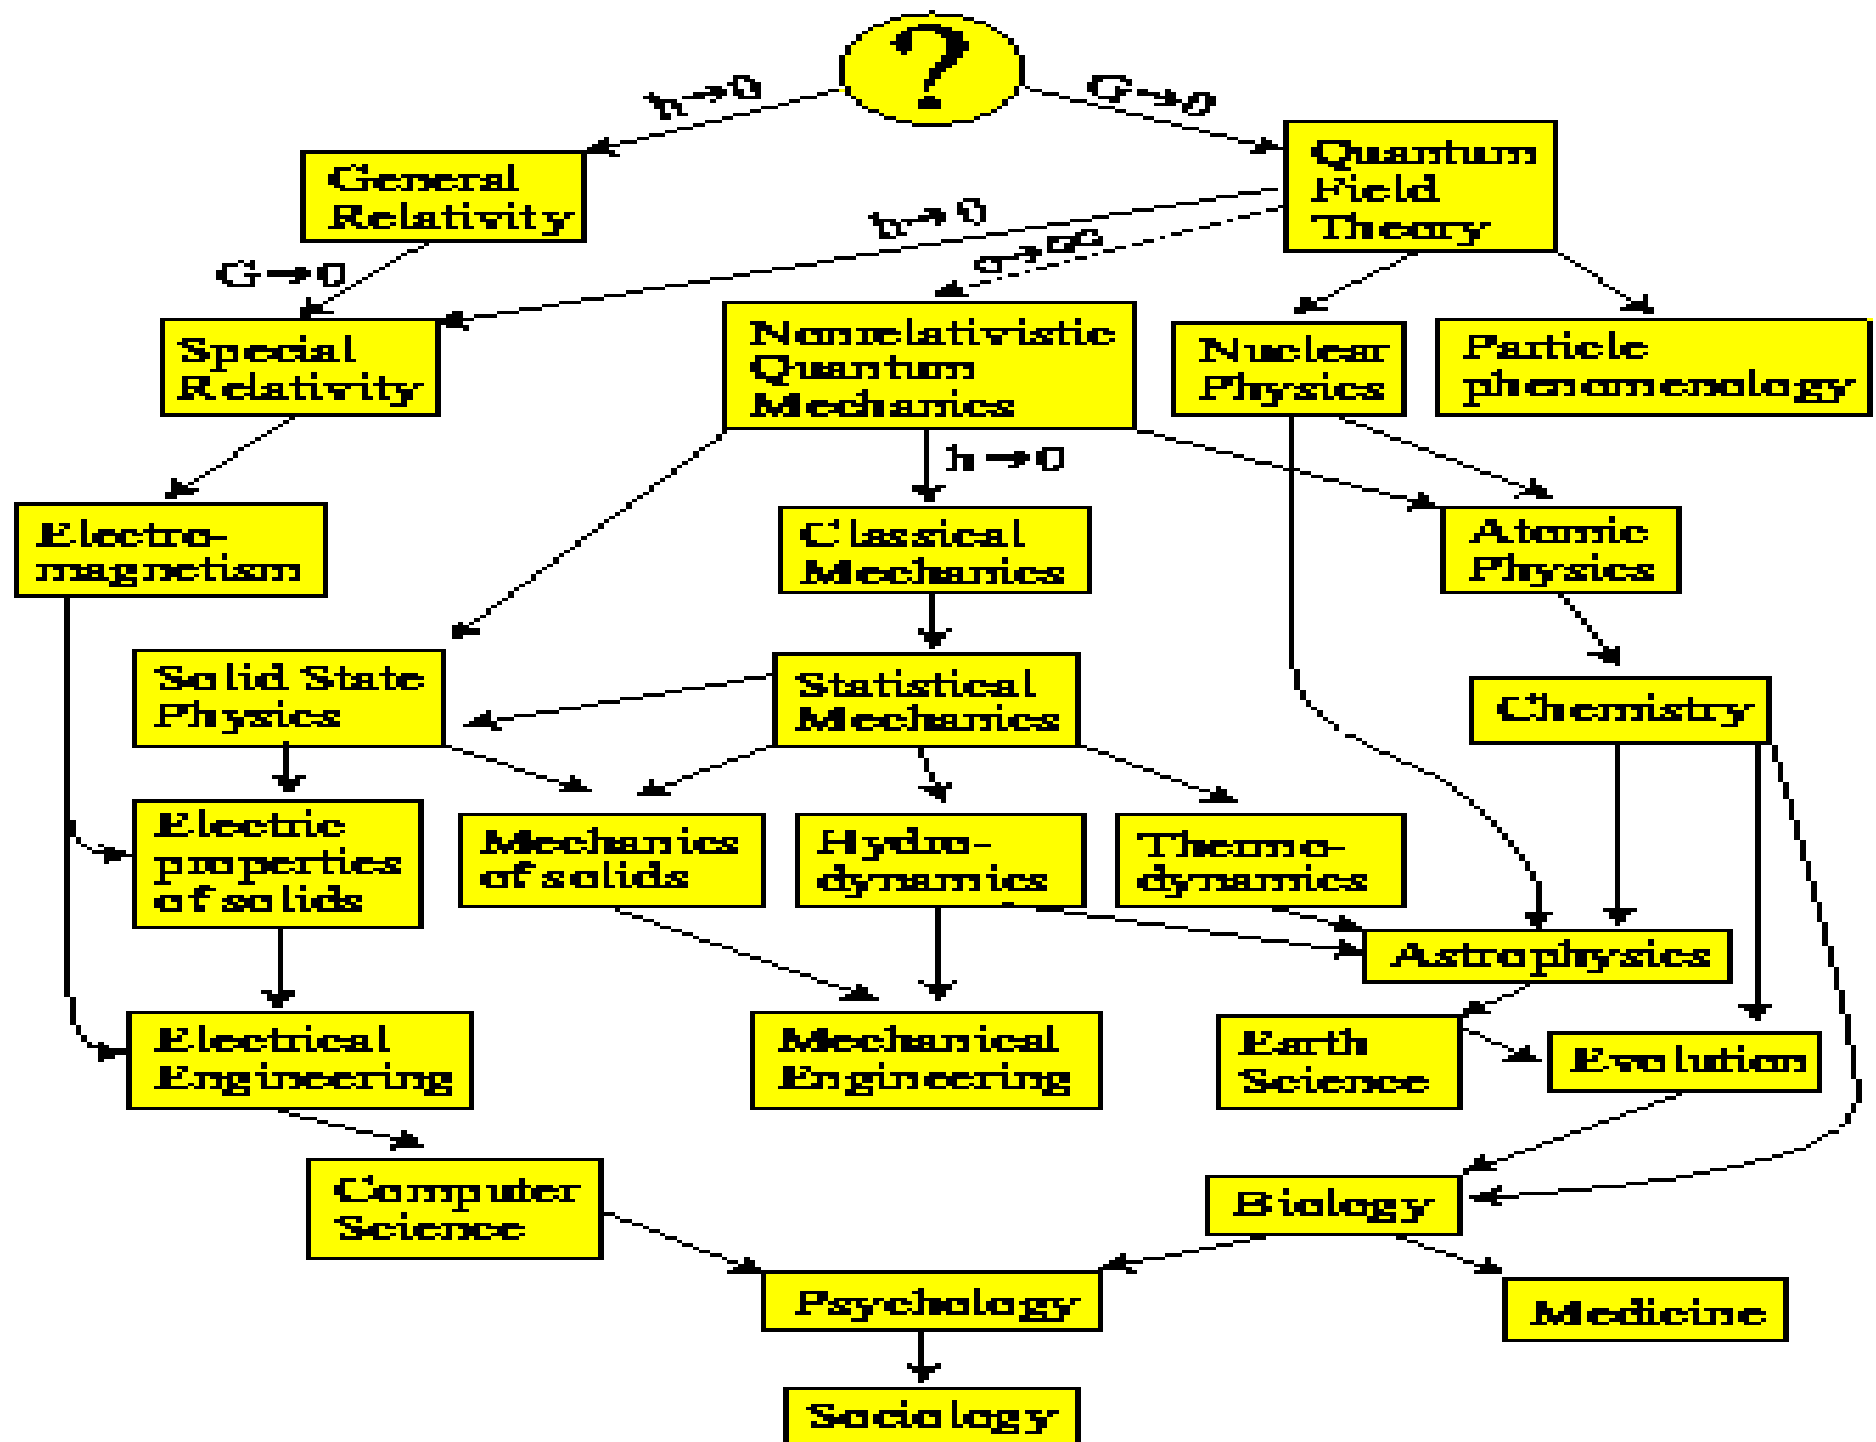 ?
h→0
G→0
General
Relativity
Quantum
Field
Theory
h→0
c→∞
G→0
Special
Relativity
Nonrelativistic
Quantum
Mechanics
Nuclear
Physics
Particle
phenomenology
h→0
Electro-
magnetism
Classical
Mechanics
Atomic
Physics
Solid State
Physics
Statistical
Mechanics
Chemistry
Electric
properties
of solids
Mechanics
of solids
Hydro-
dynamics
Thermo-
dynamics
Astrophysics
Electrical
Engineering
Mechanical
Engineering
Earth
Science
Evolution
Computer
Science
Biology
Psychology
Medicine
Sociology